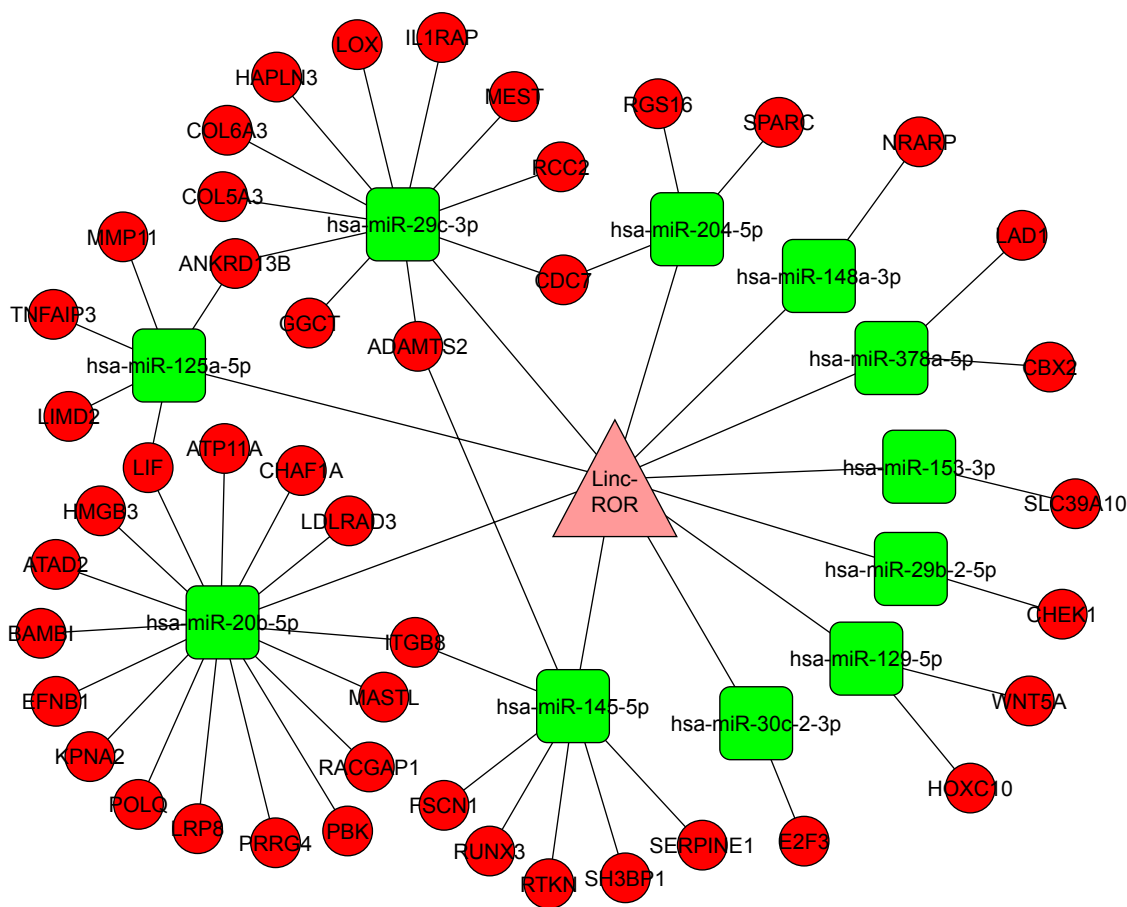 IL1RAP
LOX
HAPLN3
MEST
RGS16
SPARC
COL6A3
NRARP
RCC2
COL5A3
hsa-miR-29c-3p
hsa-miR-204-5p
LAD1
MMP11
ANKRD13B
CDC7
hsa-miR-148a-3p
TNFAIP3
GGCT
ADAMTS2
hsa-miR-125a-5p
hsa-miR-378a-5p
CBX2
LIMD2
ATP11A
LIF
CHAF1A
Linc-
ROR
hsa-miR-153-3p
SLC39A10
HMGB3
LDLRAD3
ATAD2
hsa-miR-29b-2-5p
CHEK1
BAMBI
hsa-miR-20b-5p
ITGB8
hsa-miR-129-5p
EFNB1
MASTL
WNT5A
hsa-miR-145-5p
hsa-miR-30c-2-3p
KPNA2
RACGAP1
HOXC10
POLQ
FSCN1
LRP8
PBK
PRRG4
RUNX3
SERPINE1
E2F3
RTKN
SH3BP1